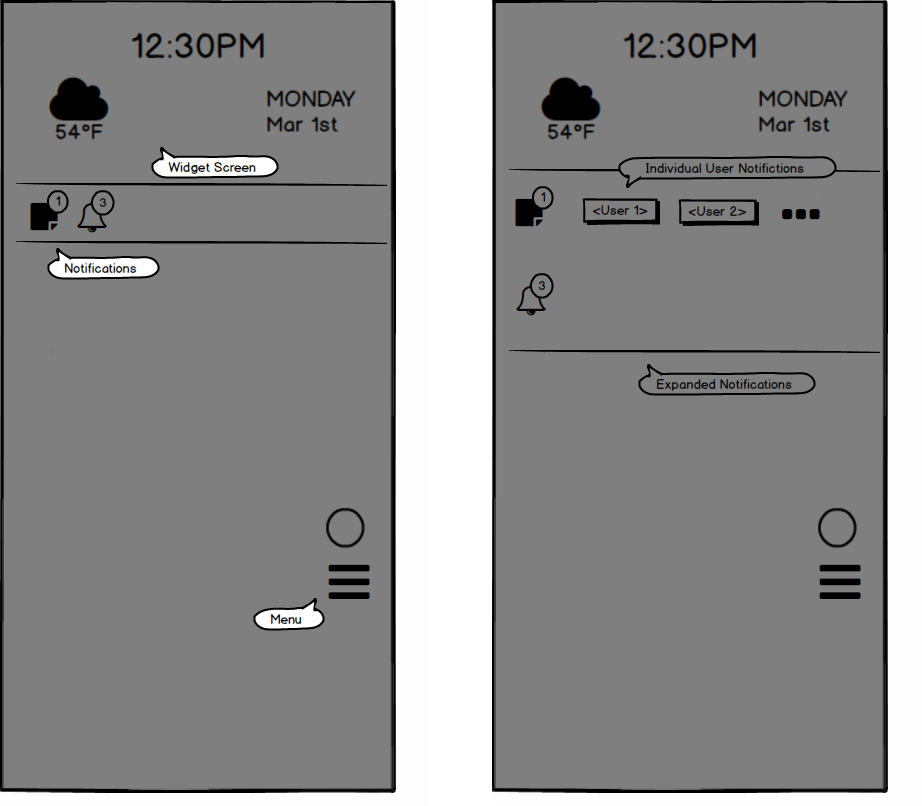 12:30PM
54°F
MONDAY
Mar 1st
Widget Screen
1
3
Notifications
Menu
12:30PM
54°F
MONDAY
Mar 1st
Individual User Notifictions
1
<User 1>
<User 2>
3
Expanded Notifications